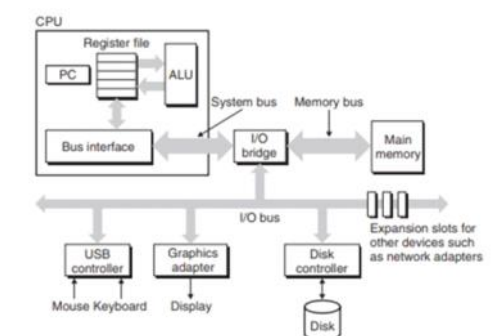 CPU
Register file
PC
ALU
System bus
Memory bus
Bus interface
I/O
bridge
Main
memory
I/O bus
Expansion slots for
other devices such
as network adapters
USB
controller
Graphics
adapter
Disk
controller
Mouse Keyboard
Display
Disk